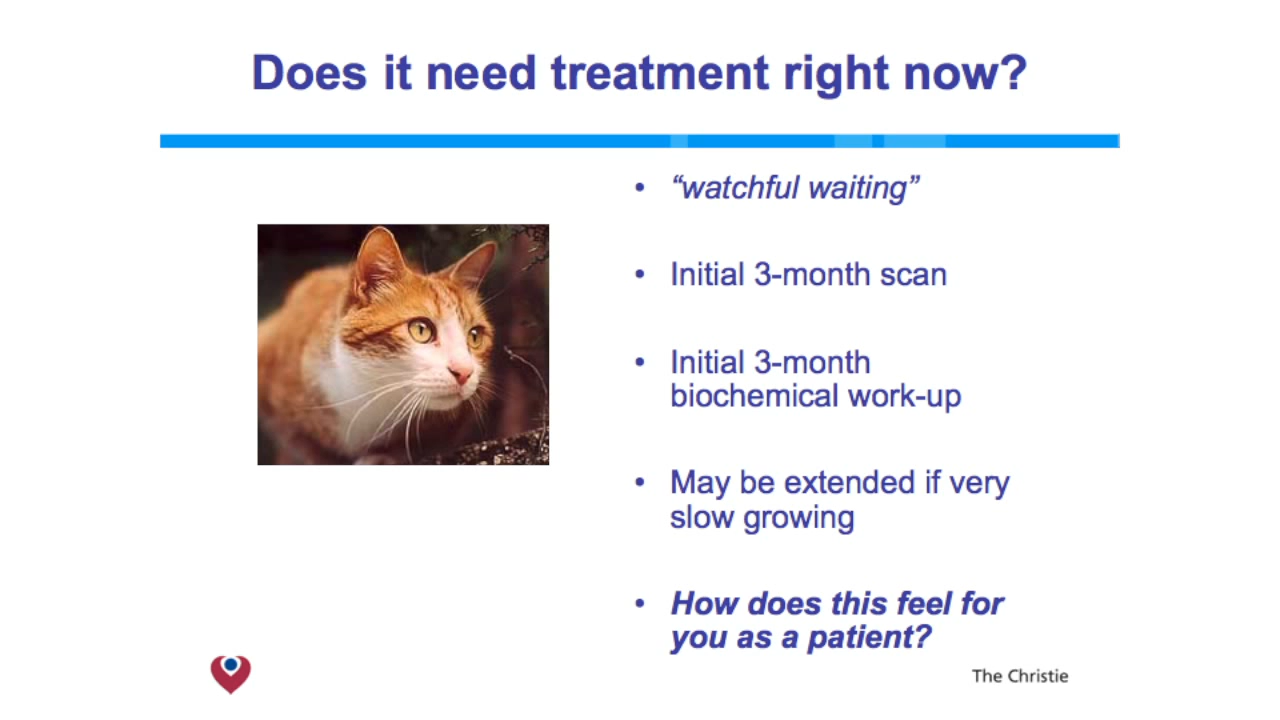 Does it need treatment right now?
• “watchful waiting”
• Initial 3-month scan
• Initial 3-month
biochemical work-up
• May be extended if very
slow growing
• How does this feel for
you as a patient?
The Christie